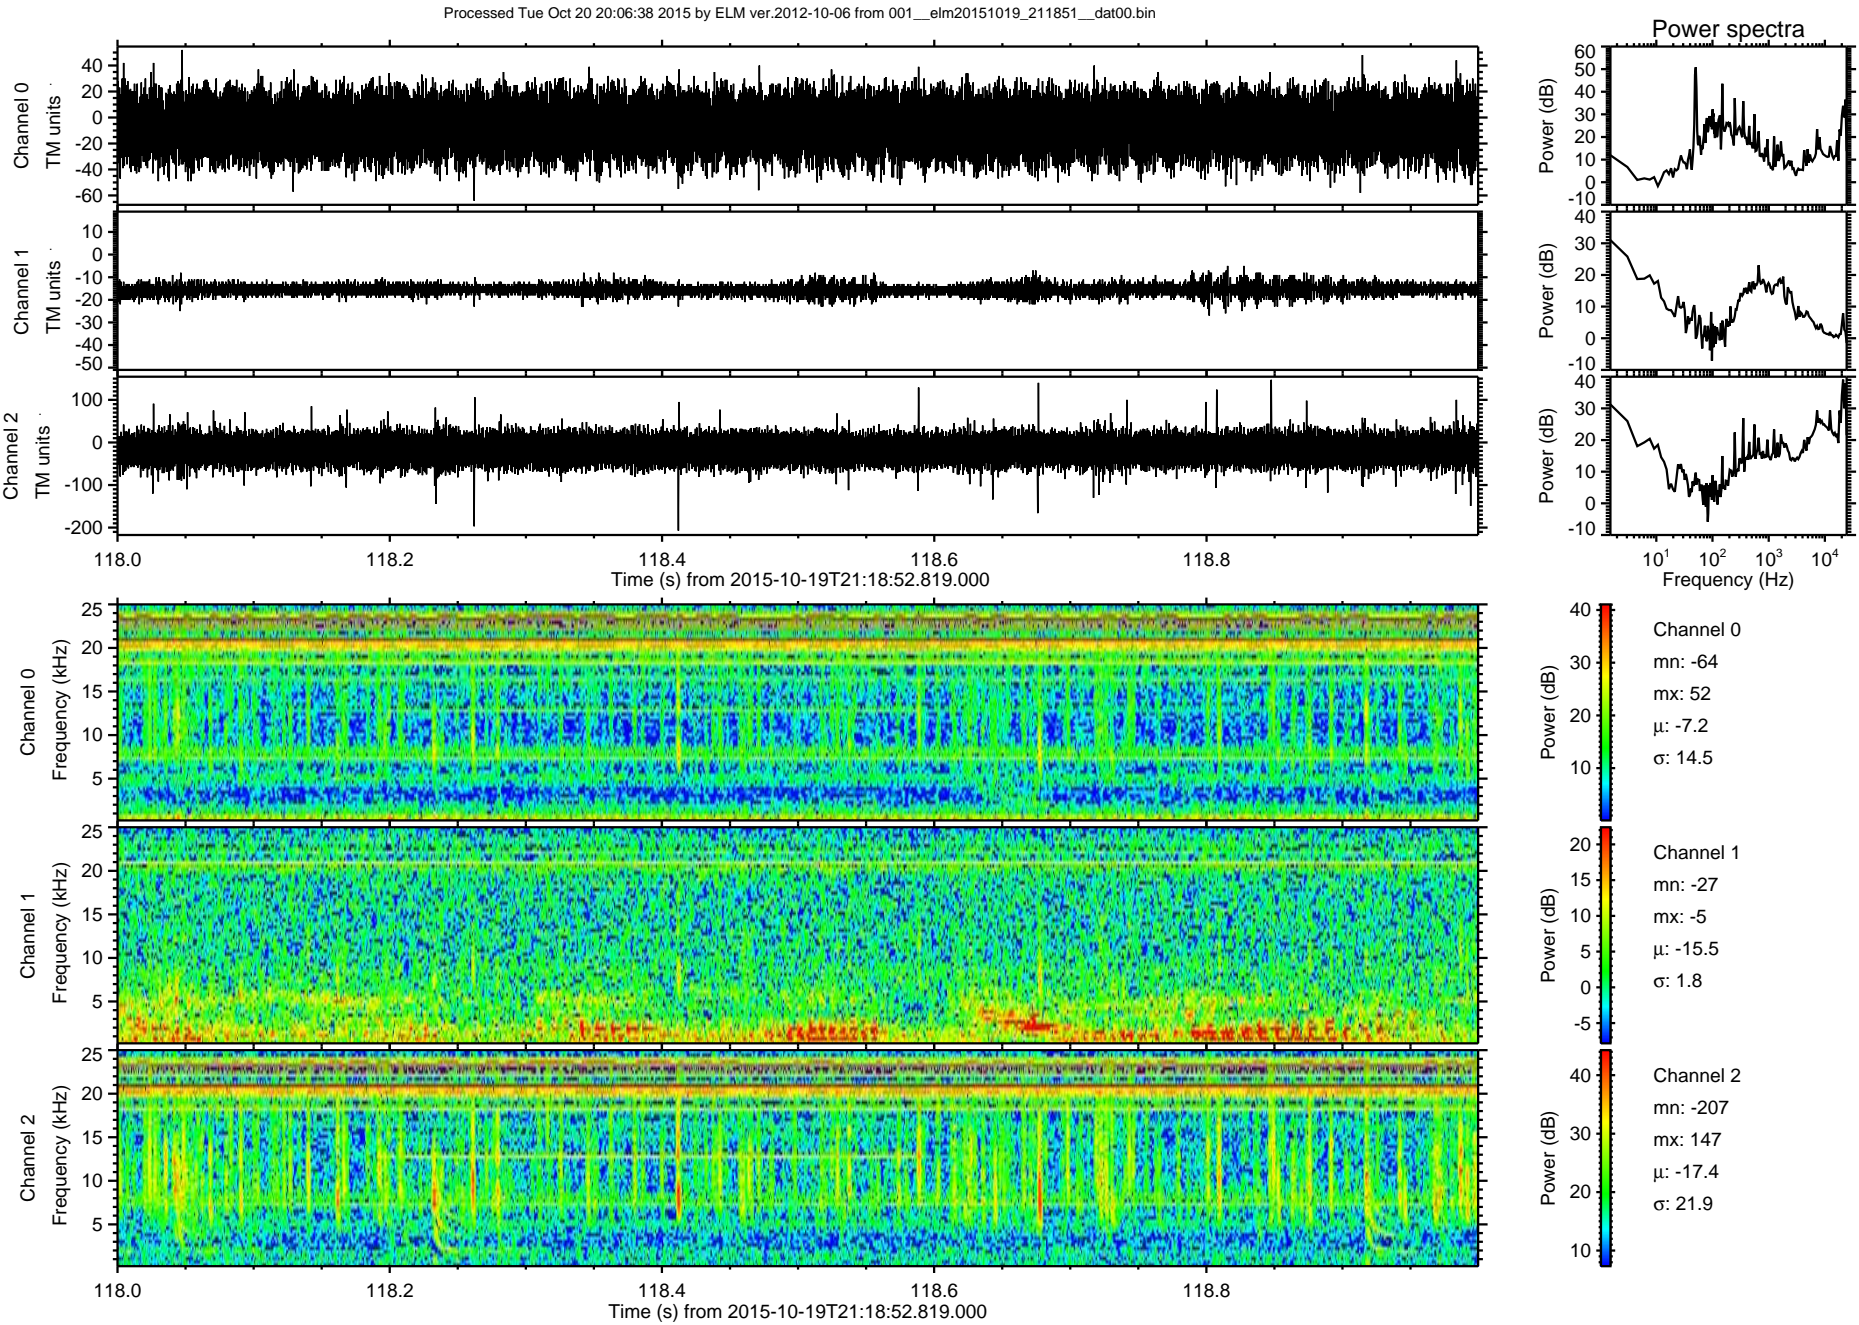 Processed Tue Oct 20 20:06:38 2015 by ELM ver.2012-10-06 from 001__elm20151019_211851__dat00.bin
Power spectra
Channel 0
TM units
40
20
0
-20
-40
-60
Power (dB)
60
50
40
30
20
10
0
-10
Channel 1
TM units
10
0
-10
-20
-30
-40
-50
Power (dB)
40
30
20
10
0
-10
Channel 2
TM units
100
0
-100
-200
Power (dB)
40
30
20
10
0
-10
118.0 118.2 118.4 118.6 118.8
Time (s) from 2015-10-19T21:18:52.819.000
10^1 10^2 10^3 10^4
Frequency (Hz)
Channel 0
Frequency (kHz)
25
20
15
10
5
Power (dB)
40
30
20
10
Channel 0
mn: -64
mx: 52
μ: -7.2
σ: 14.5
Channel 1
Frequency (kHz)
25
20
15
10
5
Power (dB)
20
15
10
5
0
-5
Channel 1
mn: -27
mx: -5
μ: -15.5
σ: 1.8
Channel 2
Frequency (kHz)
25
20
15
10
5
Power (dB)
40
30
20
10
Channel 2
mn: -207
mx: 147
μ: -17.4
σ: 21.9
118.0 118.2 118.4 118.6 118.8
Time (s) from 2015-10-19T21:18:52.819.000